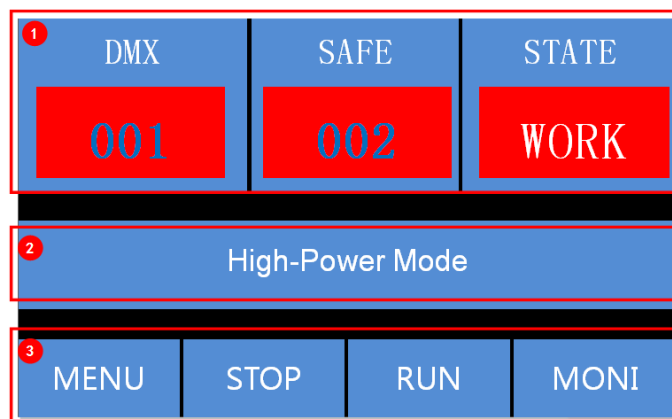 1 DMX SAFE STATE
001 002 WORK
2 High-Power Mode
3
MENU STOP RUN MONI